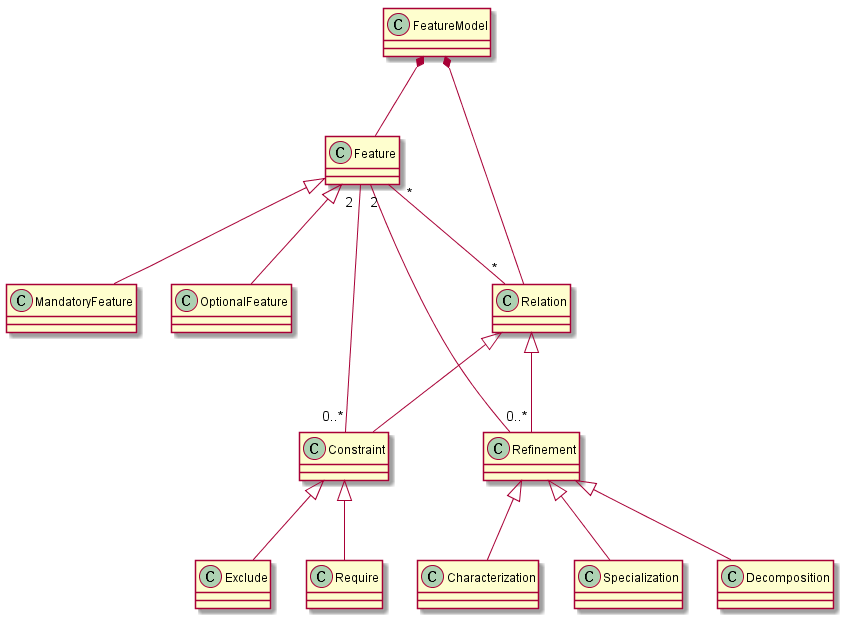 C FeatureModel
C Feature
2
2
*
*
C MandatoryFeature
C OptionalFeature
C Relation
0..*
0..*
C Constraint
C Refinement
C Exclude
C Require
C Characterization
C Specialization
C Decomposition